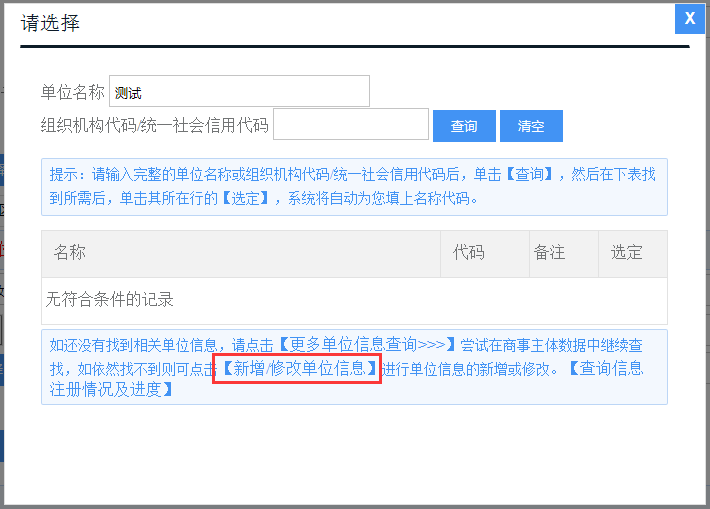 请选择
X
单位名称 测试
组织机构代码/统一社会信用代码 查询 清空
提示：请输入完整的单位名称或组织机构代码/统一社会信用代码后，单击【查询】，然后在下表找
到所需后，单击其所在行的【选定】，系统将自动为您填上名称代码。
名称 代码 备注 选定
无符合条件的记录
如还没有找到相关单位信息，请点击【更多单位信息查询>>>】尝试在商事主体数据中继续查
找，如依然找不到则可点击【新增/修改单位信息】进行单位信息的新增或修改。【查询信息
注册情况及进度】